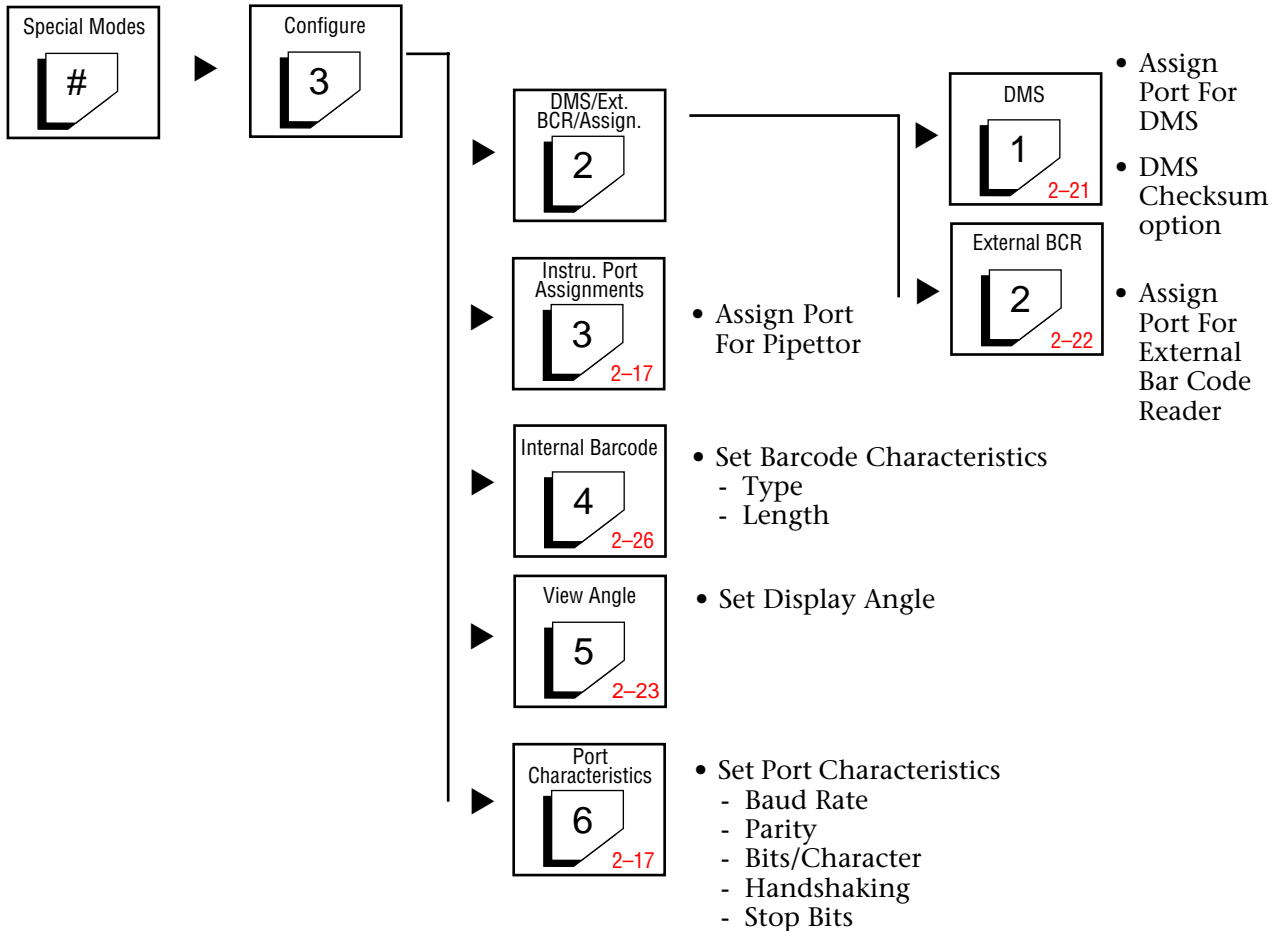 Special Modes
#
Configure
3
DMS/Ext.
BCR/Assign.
2
DMS
1
2–21
• Assign
Port For
DMS
• DMS
Checksum
option
External BCR
2
2–22
• Assign
Port For
External
Bar Code
Reader
Instru. Port
Assignments
3
2–17
• Assign Port
For Pipettor
Internal Barcode
4
2–26
• Set Barcode Characteristics
- Type
- Length
View Angle
5
2–23
• Set Display Angle
Port
Characteristics
6
2–17
• Set Port Characteristics
- Baud Rate
- Parity
- Bits/Character
- Handshaking
- Stop Bits